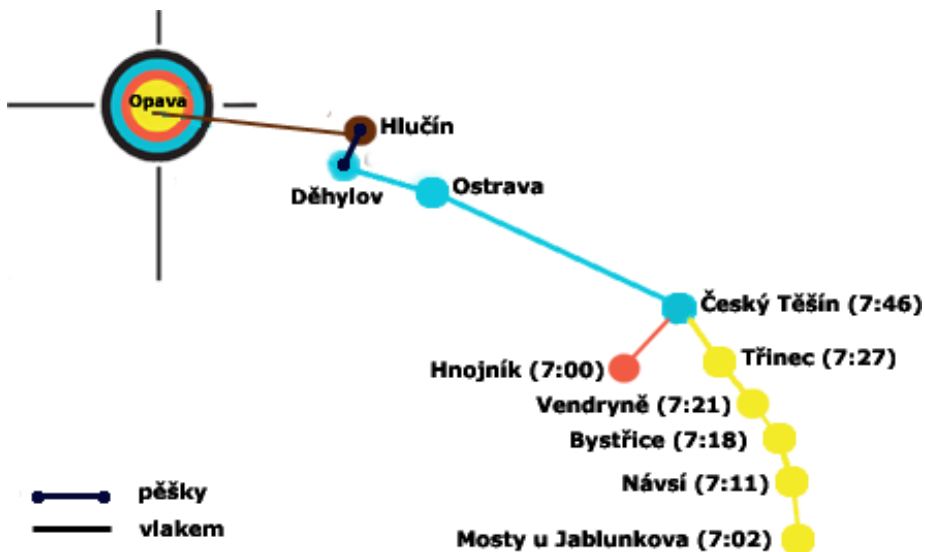 Opava
Hlučín
Děhylov
Ostrava
Český Těšín (7:46)
Třinec (7:27)
Hnojník (7:00)
Vendryně (7:21)
Bystřice (7:18)
Návsí (7:11)
pěšky
vlakem
Mosty u Jablunkova (7:02)